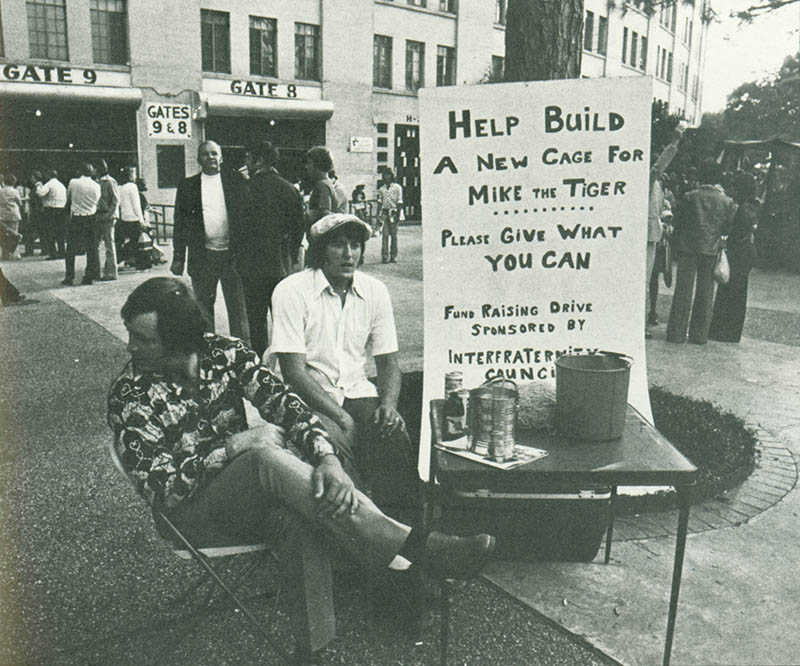 GATE 9
GATES
9 & 8
GATE 8
HELP BUILD
A NEW CAGE FOR
MIKE THE TIGER
PLEASE GIVE WHAT
YOU CAN
FUND RAISING DRIVE
SPONSORED BY
INTERFRATERNITY